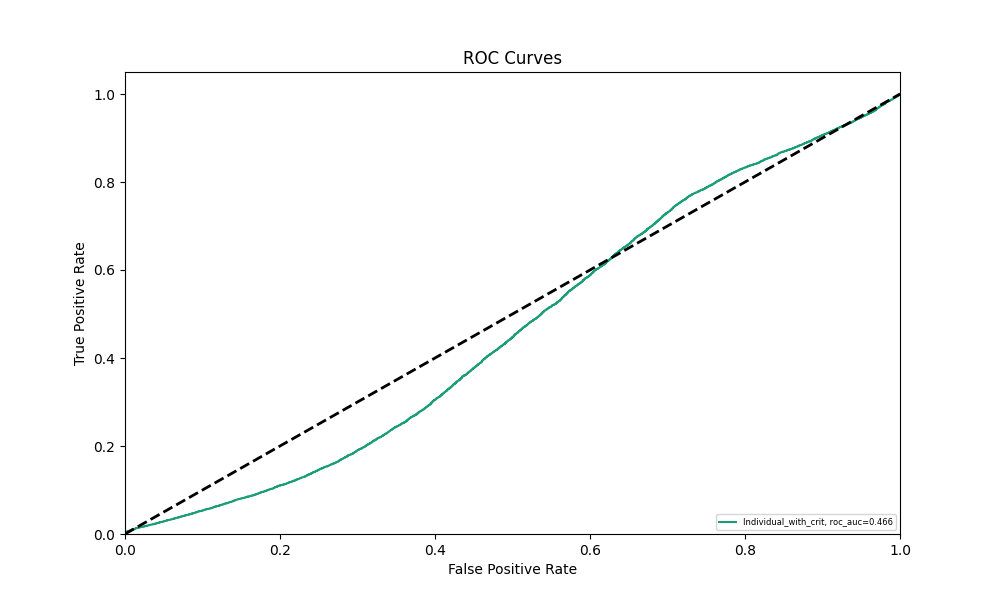 ROC Curves
True Positive Rate
1.0
0.8
0.6
0.4
0.2
0.0
0.0 0.2 0.4 0.6 0.8 1.0
False Positive Rate
Individual_with_crit, roc_auc=0.466